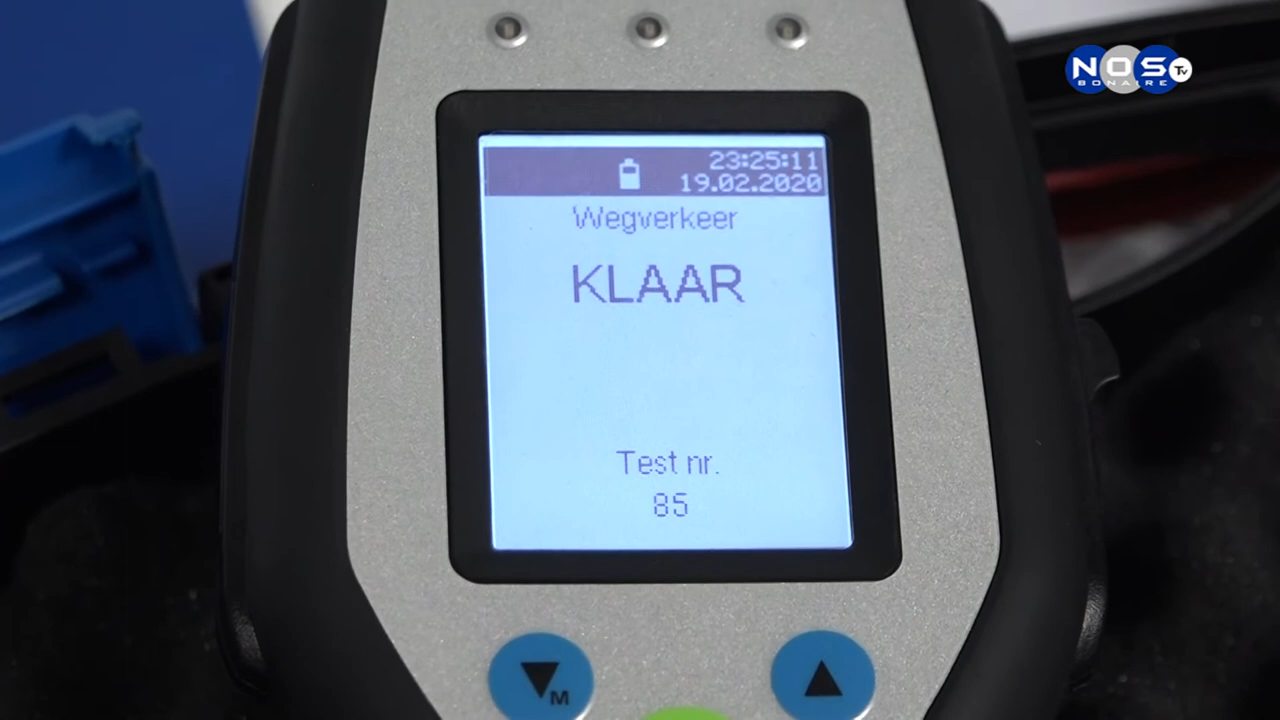 NOS TV
BONAIRE
23:25:11
19.02.2020
Wegverkeer
KLAAR
Test nr.
85
M